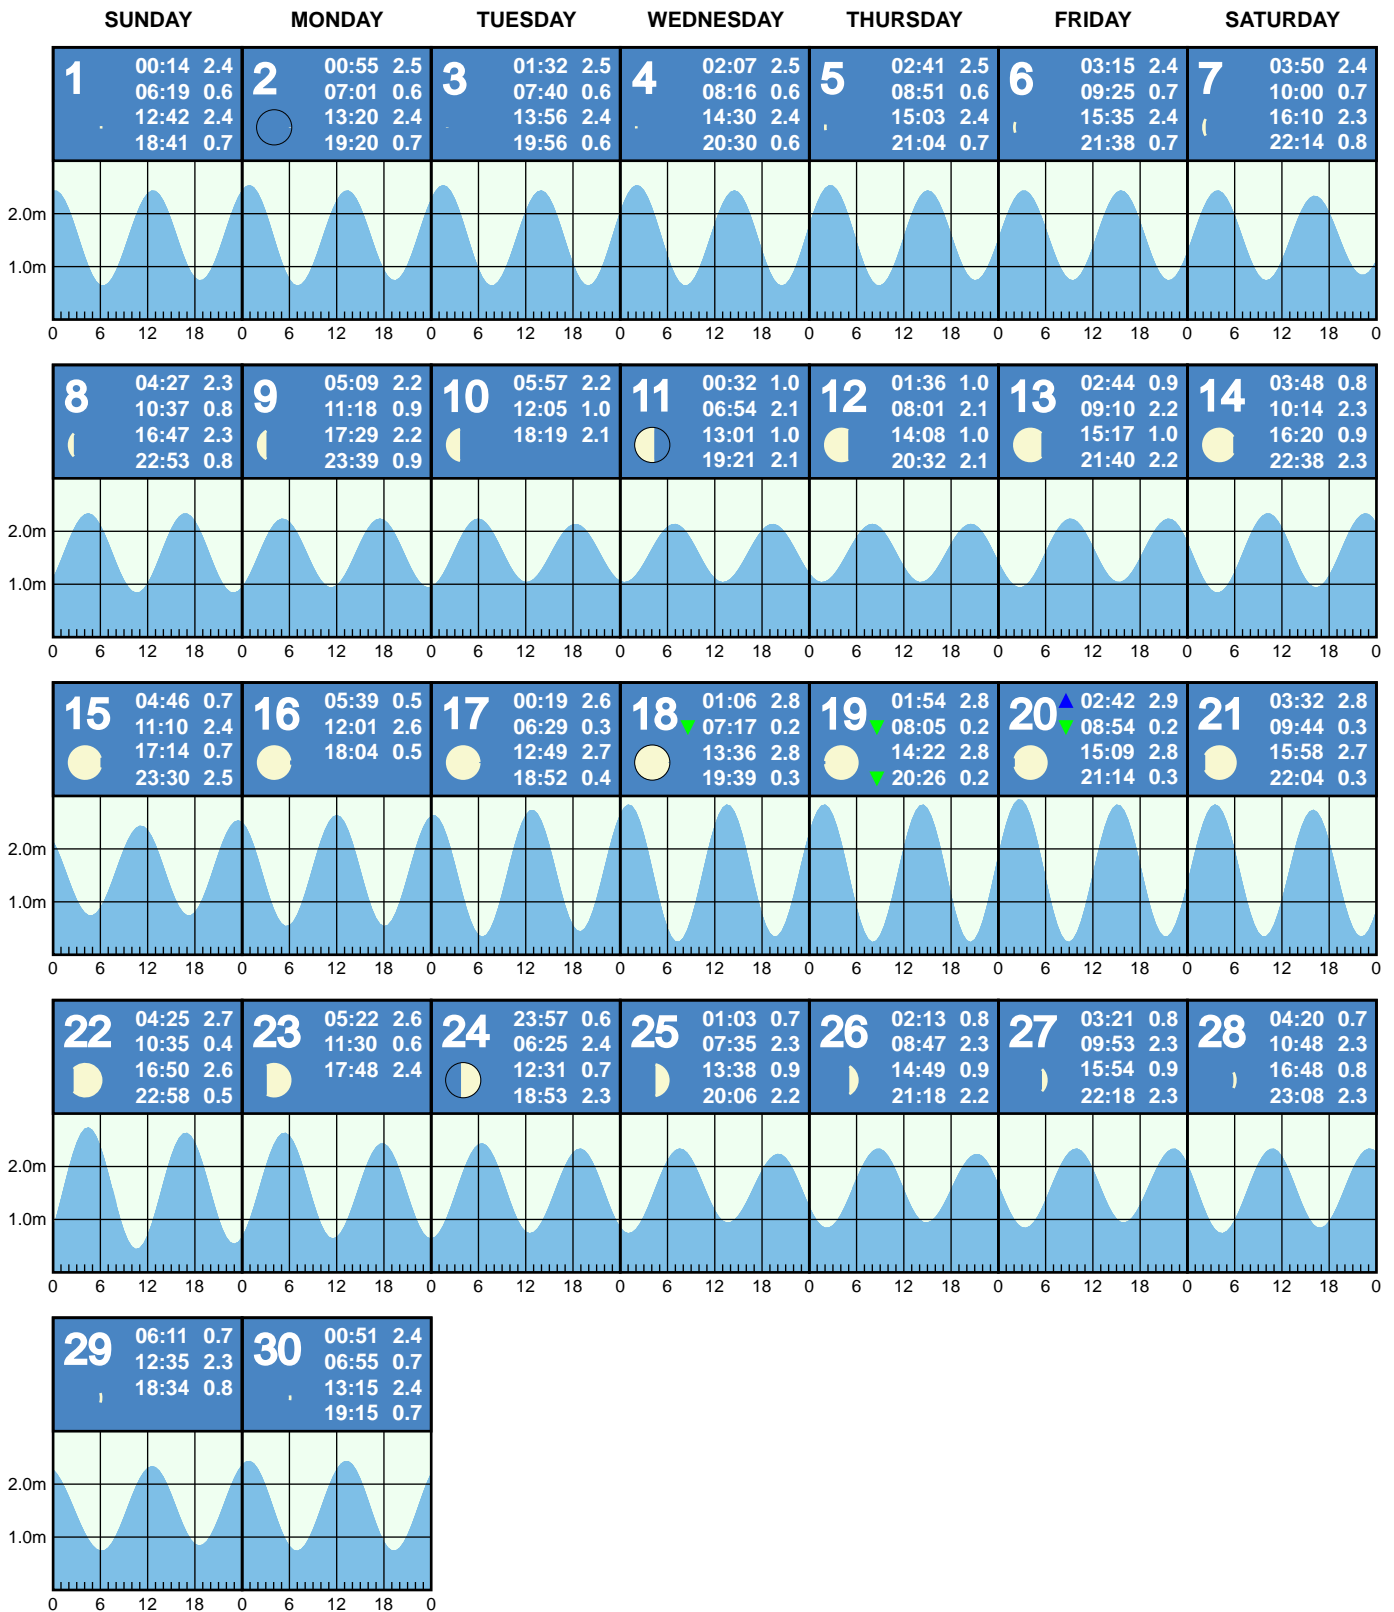 SUNDAY MONDAY TUESDAY WEDNESDAY THURSDAY FRIDAY SATURDAY
1 00:14 2.4
06:19 0.6
12:42 2.4
18:41 0.7
2 00:55 2.5
07:01 0.6
13:20 2.4
19:20 0.7
3 01:32 2.5
07:40 0.6
13:56 2.4
19:56 0.6
4 02:07 2.5
08:16 0.6
14:30 2.4
20:30 0.6
5 02:41 2.5
08:51 0.6
15:03 2.4
21:04 0.7
6 03:15 2.4
09:25 0.7
15:35 2.4
21:38 0.7
7 03:50 2.4
10:00 0.7
16:10 2.3
22:14 0.8
2.0m
1.0m
0 6 12 18 0 6 12 18 0 6 12 18 0 6 12 18 0 6 12 18 0 6 12 18 0 6 12 18 0
8 04:27 2.3
10:37 0.8
16:47 2.3
22:53 0.8
9 05:09 2.2
11:18 0.9
17:29 2.2
23:39 0.9
10 05:57 2.2
12:05 1.0
18:19 2.1
11 00:32 1.0
06:54 2.1
13:01 1.0
19:21 2.1
12 01:36 1.0
08:01 2.1
14:08 1.0
20:32 2.1
13 02:44 0.9
09:10 2.2
15:17 1.0
21:40 2.2
14 03:48 0.8
10:14 2.3
16:20 0.9
22:38 2.3
2.0m
1.0m
0 6 12 18 0 6 12 18 0 6 12 18 0 6 12 18 0 6 12 18 0 6 12 18 0 6 12 18 0
15 04:46 0.7
11:10 2.4
17:14 0.7
23:30 2.5
16 05:39 0.5
12:01 2.6
18:04 0.5
17 00:19 2.6
06:29 0.3
12:49 2.7
18:52 0.4
18 01:06 2.8
07:17 0.2
13:36 2.8
19:39 0.3
19 01:54 2.8
08:05 0.2
14:22 2.8
20:26 0.2
20 02:42 2.9
08:54 0.2
15:09 2.8
21:14 0.3
21 03:32 2.8
09:44 0.3
15:58 2.7
22:04 0.3
2.0m
1.0m
0 6 12 18 0 6 12 18 0 6 12 18 0 6 12 18 0 6 12 18 0 6 12 18 0 6 12 18 0
22 04:25 2.7
10:35 0.4
16:50 2.6
22:58 0.5
23 05:22 2.6
11:30 0.6
17:48 2.4
24 23:57 0.6
06:25 2.4
12:31 0.7
18:53 2.3
25 01:03 0.7
07:35 2.3
13:38 0.9
20:06 2.2
26 02:13 0.8
08:47 2.3
14:49 0.9
21:18 2.2
27 03:21 0.8
09:53 2.3
15:54 0.9
22:18 2.3
28 04:20 0.7
10:48 2.3
16:48 0.8
23:08 2.3
2.0m
1.0m
0 6 12 18 0 6 12 18 0 6 12 18 0 6 12 18 0 6 12 18 0 6 12 18 0 6 12 18 0
29 06:11 0.7
12:35 2.3
18:34 0.8
30 00:51 2.4
06:55 0.7
13:15 2.4
19:15 0.7
2.0m
1.0m
0 6 12 18 0 6 12 18 0